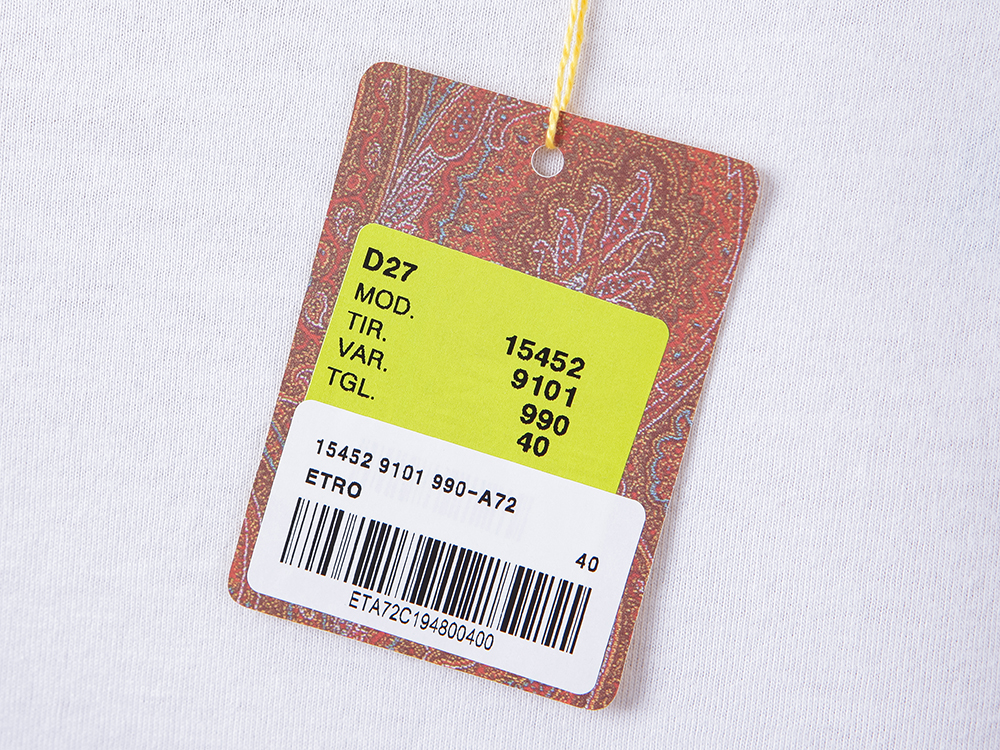 D27
MOD. 15452
TIR. 9101
VAR. 990
TGL. 40
15452 9101 990-A72
ETRO
40
ETA72C194800400